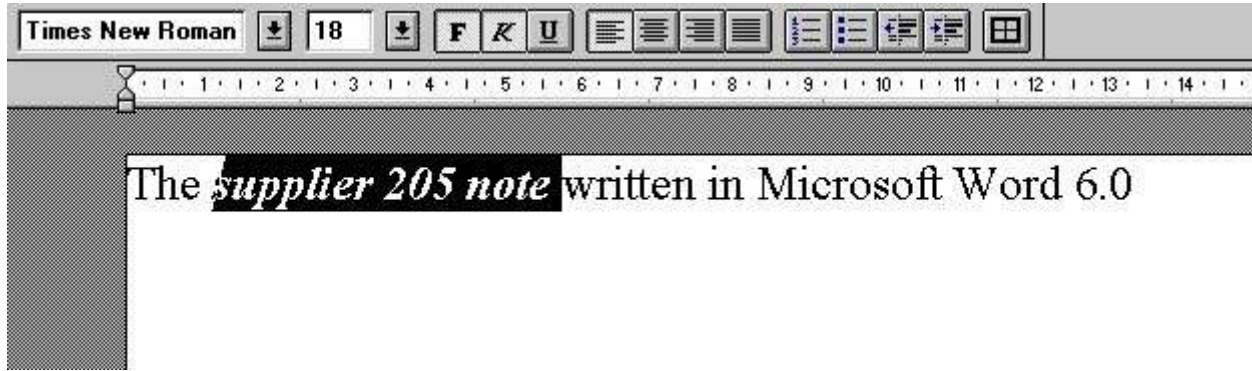 Times New Roman 18 F K U
1 2 3 4 5 6 7 8 9 10 11 12 13 14
The supplier 205 note written in Microsoft Word 6.0